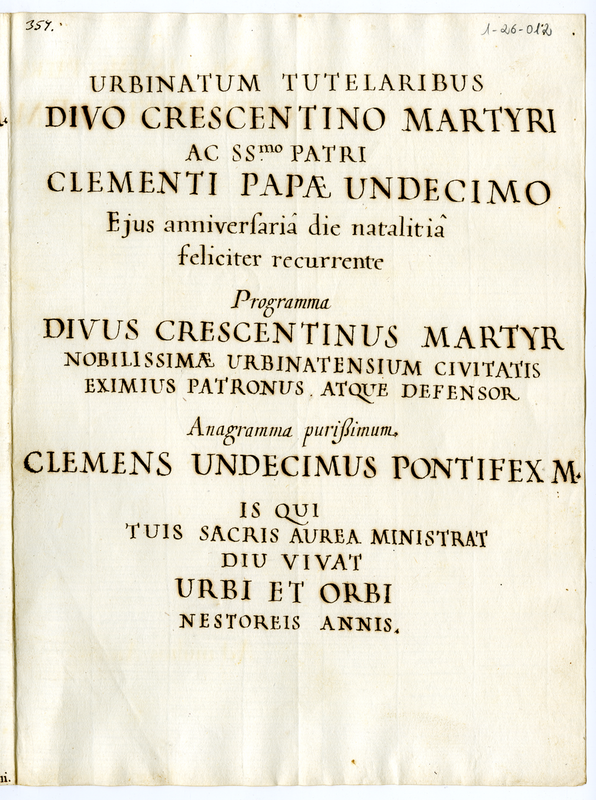 357.
1-26-012
URBINATUM TUTELARIBUS
DIVO CRESCENTINO MARTYRI
AC SS.mo PATRI
CLEMENTI PAPÆ UNDECIMO
Ejus anniverſariâ die natalitiâ
feliciter recurrente
Programma
DIVUS CRESCENTINUS MARTYR
NOBILISSIMÆ URBINATENSIUM CIVITATIS
EXIMIUS PATRONUS, ATQUE DEFENSOR
Anagramma purißimum.
CLEMENS UNDECIMUS PONTIFEX M.
IS QUI
TUIS SACRIS AUREA MINISTRAT
DIU VIVAT
URBI ET ORBI
NESTOREIS ANNIS.
ni.